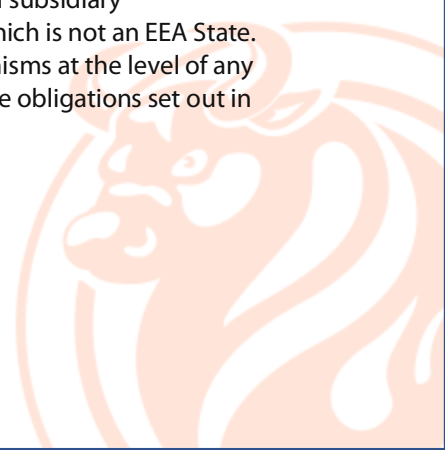 subsidiary
hich is not an EEA State.
nisms at the level of any
e obligations set out in